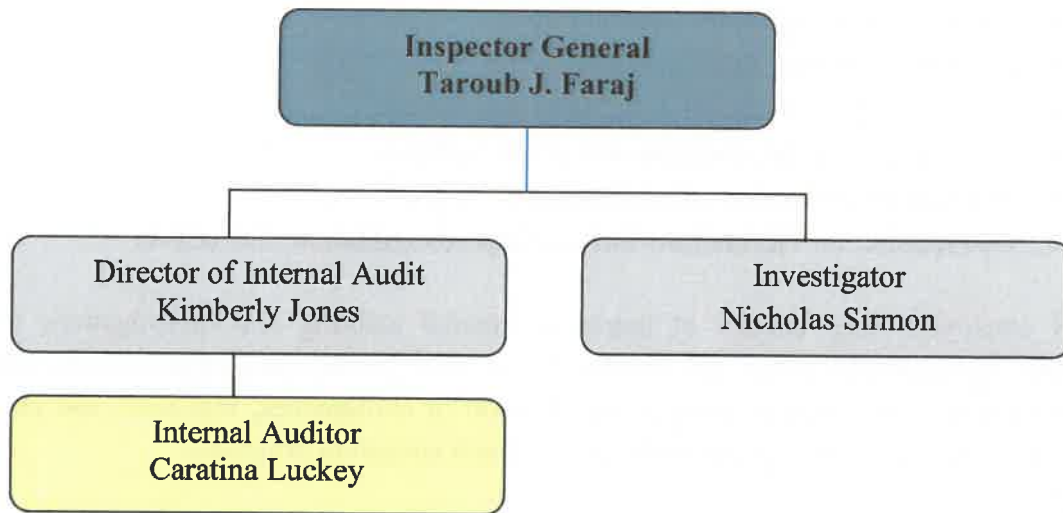 Inspector General
Taroub J. Faraj
Director of Internal Audit
Kimberly Jones
Investigator
Nicholas Sirmon
Internal Auditor
Caratina Luckey